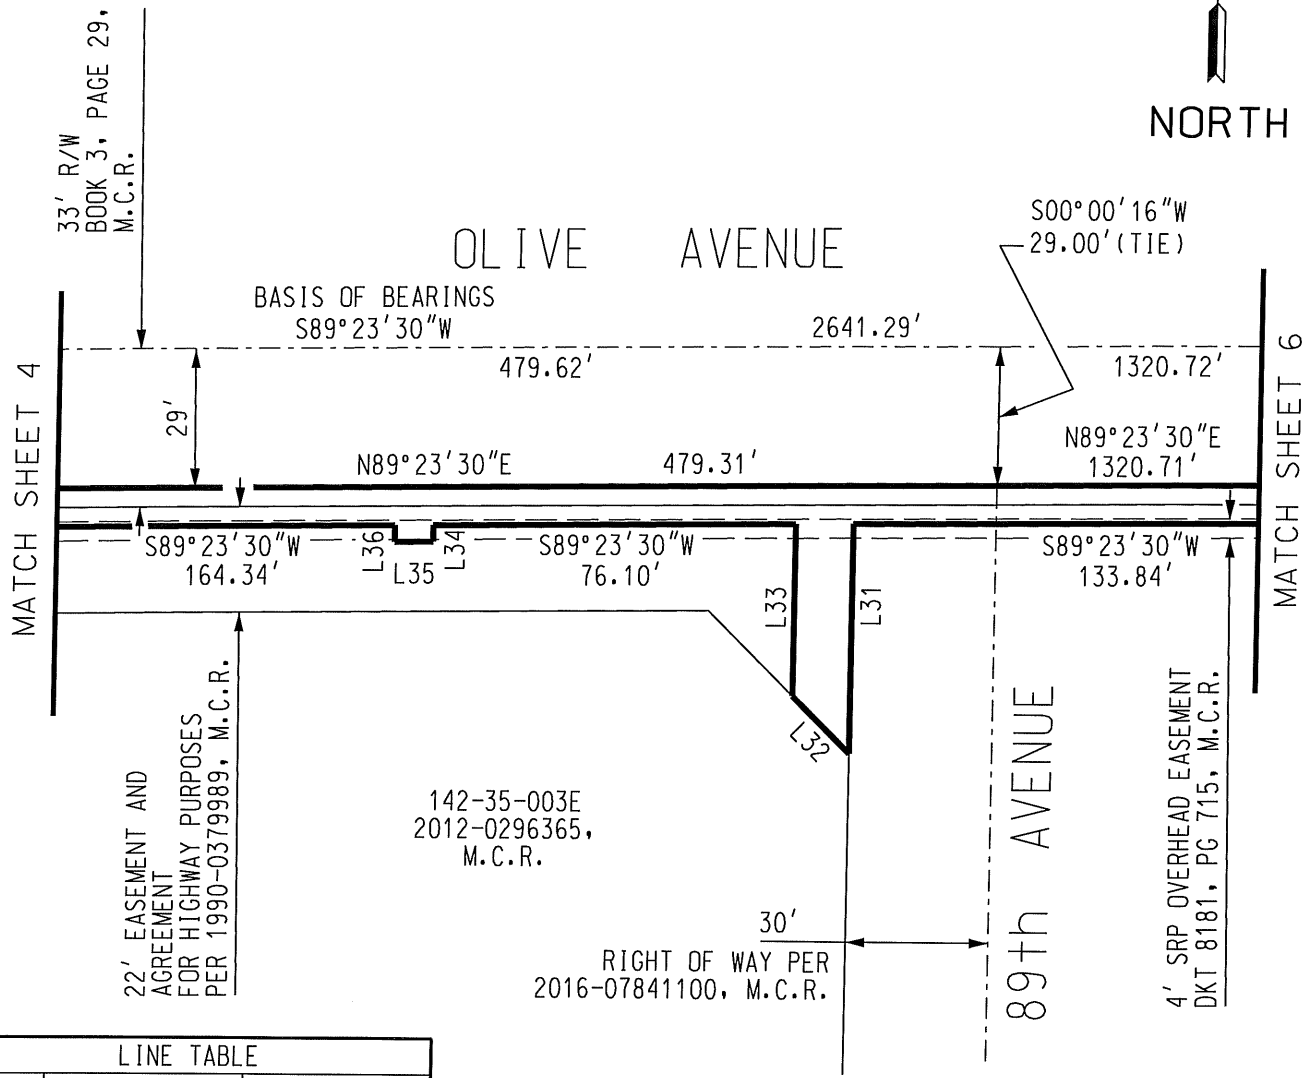 33' R/W
BOOK 3, PAGE 29,
M.C.R.
NORTH
OLIVE AVENUE
S00°00'16"W
29.00'(TIE)
BASIS OF BEARINGS
S89°23'30"W
2641.29'
479.62'
1320.72'
29'
N89°23'30"E
479.31'
N89°23'30"E
1320.71'
MATCH SHEET 4
MATCH SHEET 6
S89°23'30"W
164.34'
L36
L35
L34
S89°23'30"W
76.10'
S89°23'30"W
133.84'
L33
L31
L32
22' EASEMENT AND
AGREEMENT
FOR HIGHWAY PURPOSES
PER 1990-0379989, M.C.R.
142-35-003E
2012-0296365,
M.C.R.
30'
RIGHT OF WAY PER
2016-07841100, M.C.R.
89th AVENUE
4' SRP OVERHEAD EASEMENT
DKT 8181, PG 715, M.C.R.
LINE TABLE